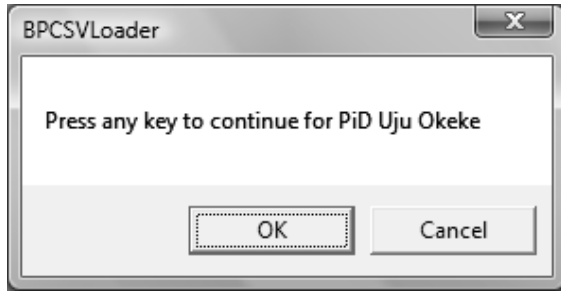 BPCSVLoader
Press any key to continue for PiD Uju Okeke
OK
Cancel